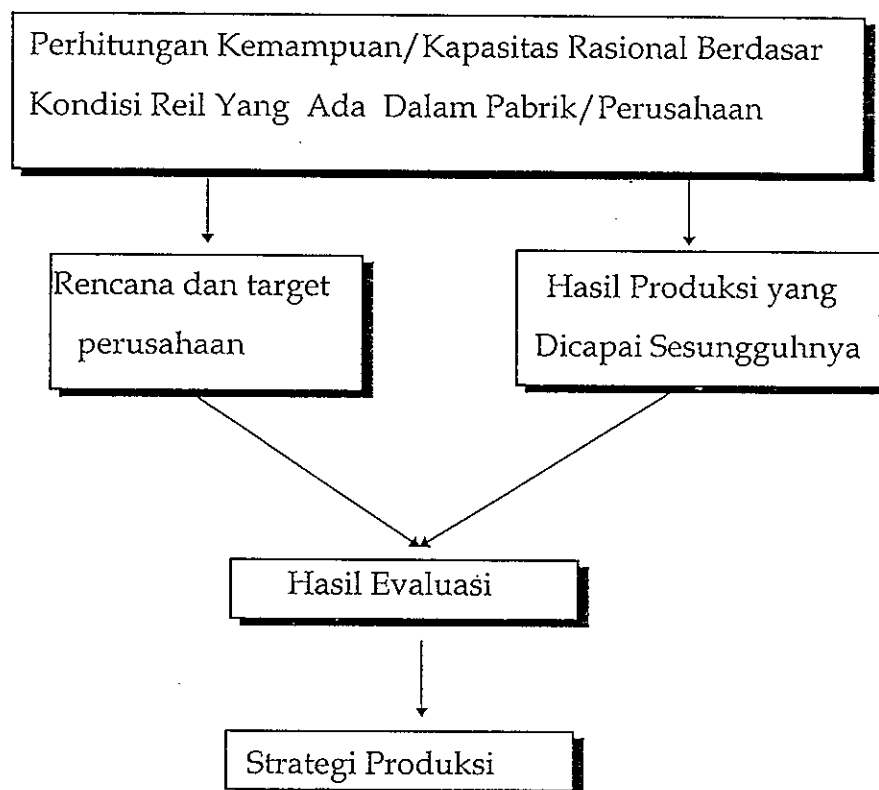 Perhitungan Kemampuan/Kapasitas Rasional Berdasar
Kondisi Reil Yang Ada Dalam Pabrik/Perusahaan
Rencana dan target
perusahaan
Hasil Produksi yang
Dicapai Sesungguhnya
Hasil Evaluasi
Strategi Produksi